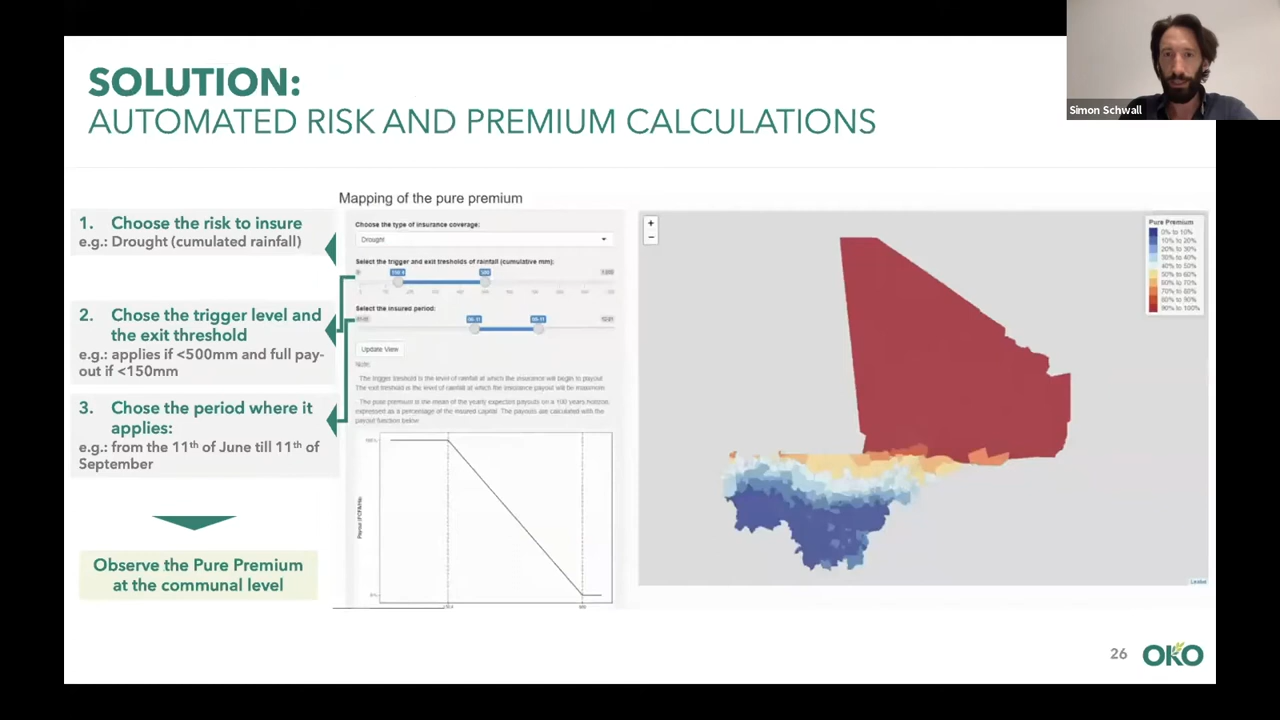 Simon Schwall
SOLUTION:
AUTOMATED RISK AND PREMIUM CALCULATIONS
1. Choose the risk to insure
e.g.: Drought (cumulated rainfall)
2. Chose the trigger level and
the exit threshold
e.g.: applies if <500mm and full pay-
out if <150mm
3. Chose the period where it
applies:
e.g.: from the 11th of June till 11th of
September
Observe the Pure Premium
at the communal level
Mapping of the pure premium
Choose the type of insurance coverage:
Drought
Select the trigger and exit tresholds of rainfall (cumulative mm):
0
500
1,000
Select the insured period:
Update View
Note:
- The trigger treshold is the level of rainfall at which the insurance will begin to payout
The exit treshold is the level of rainfall at which the insurance payout will be maximum
- The pure premium is the mean of the yearly expected payouts on a 100 years horizon,
expressed as a percentage of the insured capital. The payouts are calculated with the
payout function below
100%
0%
500
+
−
Pure Premium
0% to 10%
10% to 20%
20% to 30%
30% to 40%
40% to 50%
50% to 60%
60% to 70%
70% to 80%
80% to 90%
90% to 100%
Leaflet
26
OKO